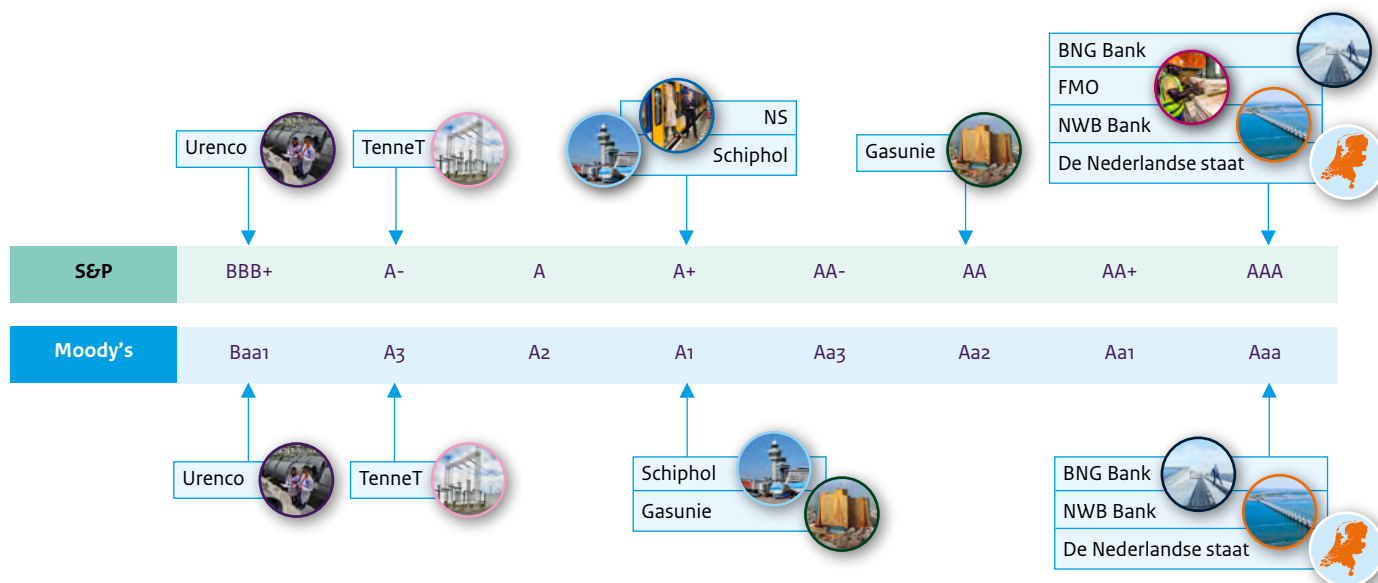 BNG Bank
FMO
NWB Bank
De Nederlandse staat
NS
Schiphol
Urenco
TenneT
Gasunie
S&P BBB+ A- A A+ AA- AA AA+ AAA
Moody's Baa1 A3 A2 A1 Aa3 Aa2 Aa1 Aaa
Urenco
TenneT
Schiphol
Gasunie
BNG Bank
NWB Bank
De Nederlandse staat